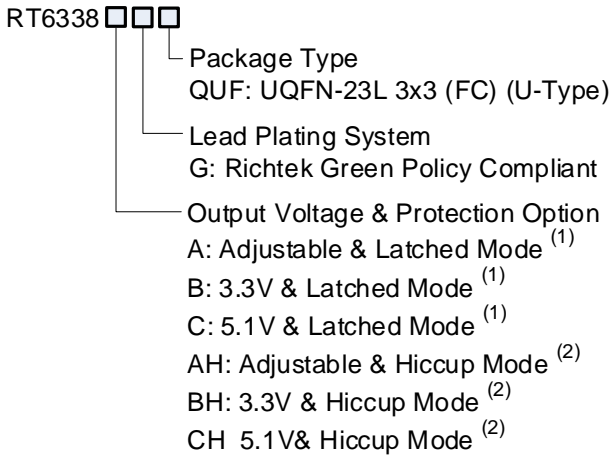 RT6338
Package Type
QUF: UQFN-23L 3x3 (FC) (U-Type)
Lead Plating System
G: Richtek Green Policy Compliant
Output Voltage & Protection Option
A: Adjustable & Latched Mode (1)
B: 3.3V & Latched Mode (1)
C: 5.1V & Latched Mode (1)
AH: Adjustable & Hiccup Mode (2)
BH: 3.3V & Hiccup Mode (2)
CH 5.1V& Hiccup Mode (2)